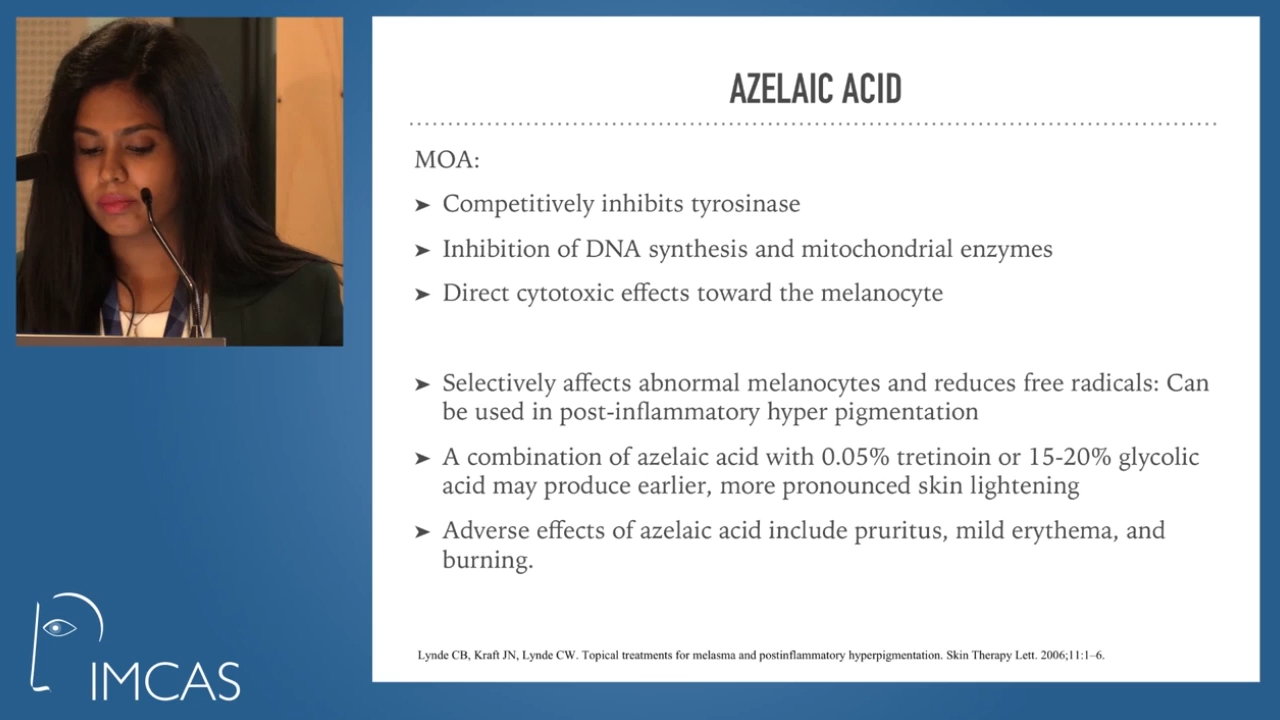 AZELAIC ACID
MOA:
➤ Competitively inhibits tyrosinase
➤ Inhibition of DNA synthesis and mitochondrial enzymes
➤ Direct cytotoxic effects toward the melanocyte
➤ Selectively affects abnormal melanocytes and reduces free radicals: Can
be used in post-inflammatory hyper pigmentation
➤ A combination of azelaic acid with 0.05% tretinoin or 15-20% glycolic
acid may produce earlier, more pronounced skin lightening
➤ Adverse effects of azelaic acid include pruritus, mild erythema, and
burning.
Lynde CB, Kraft JN, Lynde CW. Topical treatments for melasma and postinflammatory hyperpigmentation. Skin Therapy Lett. 2006;11:1–6.
IMCAS